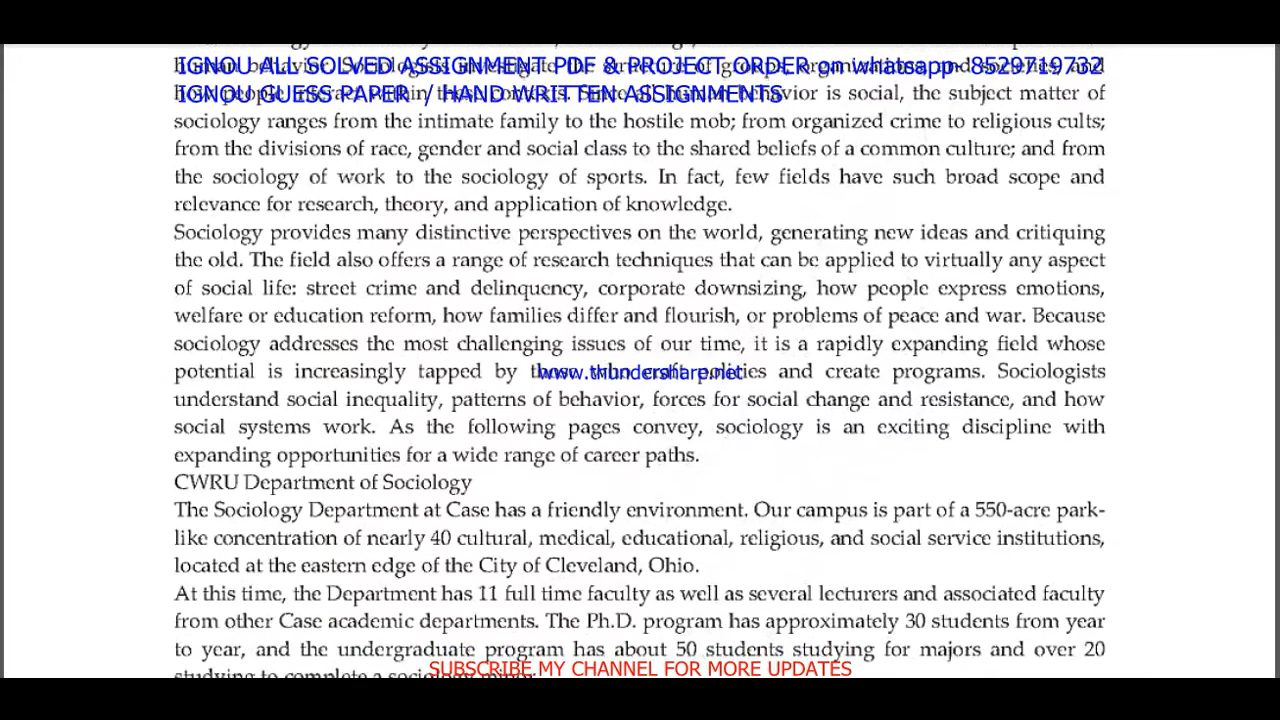 IGNOU ALL SOLVED ASSIGNMENT PDF & PROJECT ORDER on whatsapp- 8529719732
IGNOU GUESS PAPER / HAND WRITTEN ASSIGNMENTS
behavior is social, the subject matter of
sociology ranges from the intimate family to the hostile mob; from organized crime to religious cults;
from the divisions of race, gender and social class to the shared beliefs of a common culture; and from
the sociology of work to the sociology of sports. In fact, few fields have such broad scope and
relevance for research, theory, and application of knowledge.
Sociology provides many distinctive perspectives on the world, generating new ideas and critiquing
the old. The field also offers a range of research techniques that can be applied to virtually any aspect
of social life: street crime and delinquency, corporate downsizing, how people express emotions,
welfare or education reform, how families differ and flourish, or problems of peace and war. Because
sociology addresses the most challenging issues of our time, it is a rapidly expanding field whose
potential is increasingly tapped by those who craft policies and create programs. Sociologists
www.thundershare.net
understand social inequality, patterns of behavior, forces for social change and resistance, and how
social systems work. As the following pages convey, sociology is an exciting discipline with
expanding opportunities for a wide range of career paths.
CWRU Department of Sociology
The Sociology Department at Case has a friendly environment. Our campus is part of a 550-acre park-
like concentration of nearly 40 cultural, medical, educational, religious, and social service institutions,
located at the eastern edge of the City of Cleveland, Ohio.
At this time, the Department has 11 full time faculty as well as several lecturers and associated faculty
from other Case academic departments. The Ph.D. program has approximately 30 students from year
to year, and the undergraduate program has about 50 students studying for majors and over 20
SUBSCRIBE MY CHANNEL FOR MORE UPDATES
studying to complete a sociology minor.